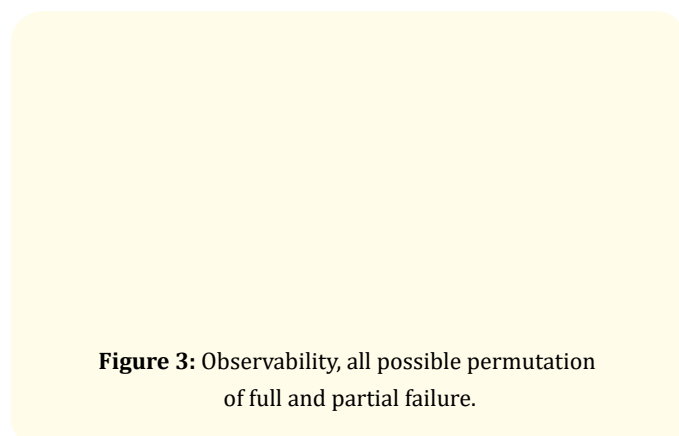 Figure 3: Observability, all possible permutation
of full and partial failure.